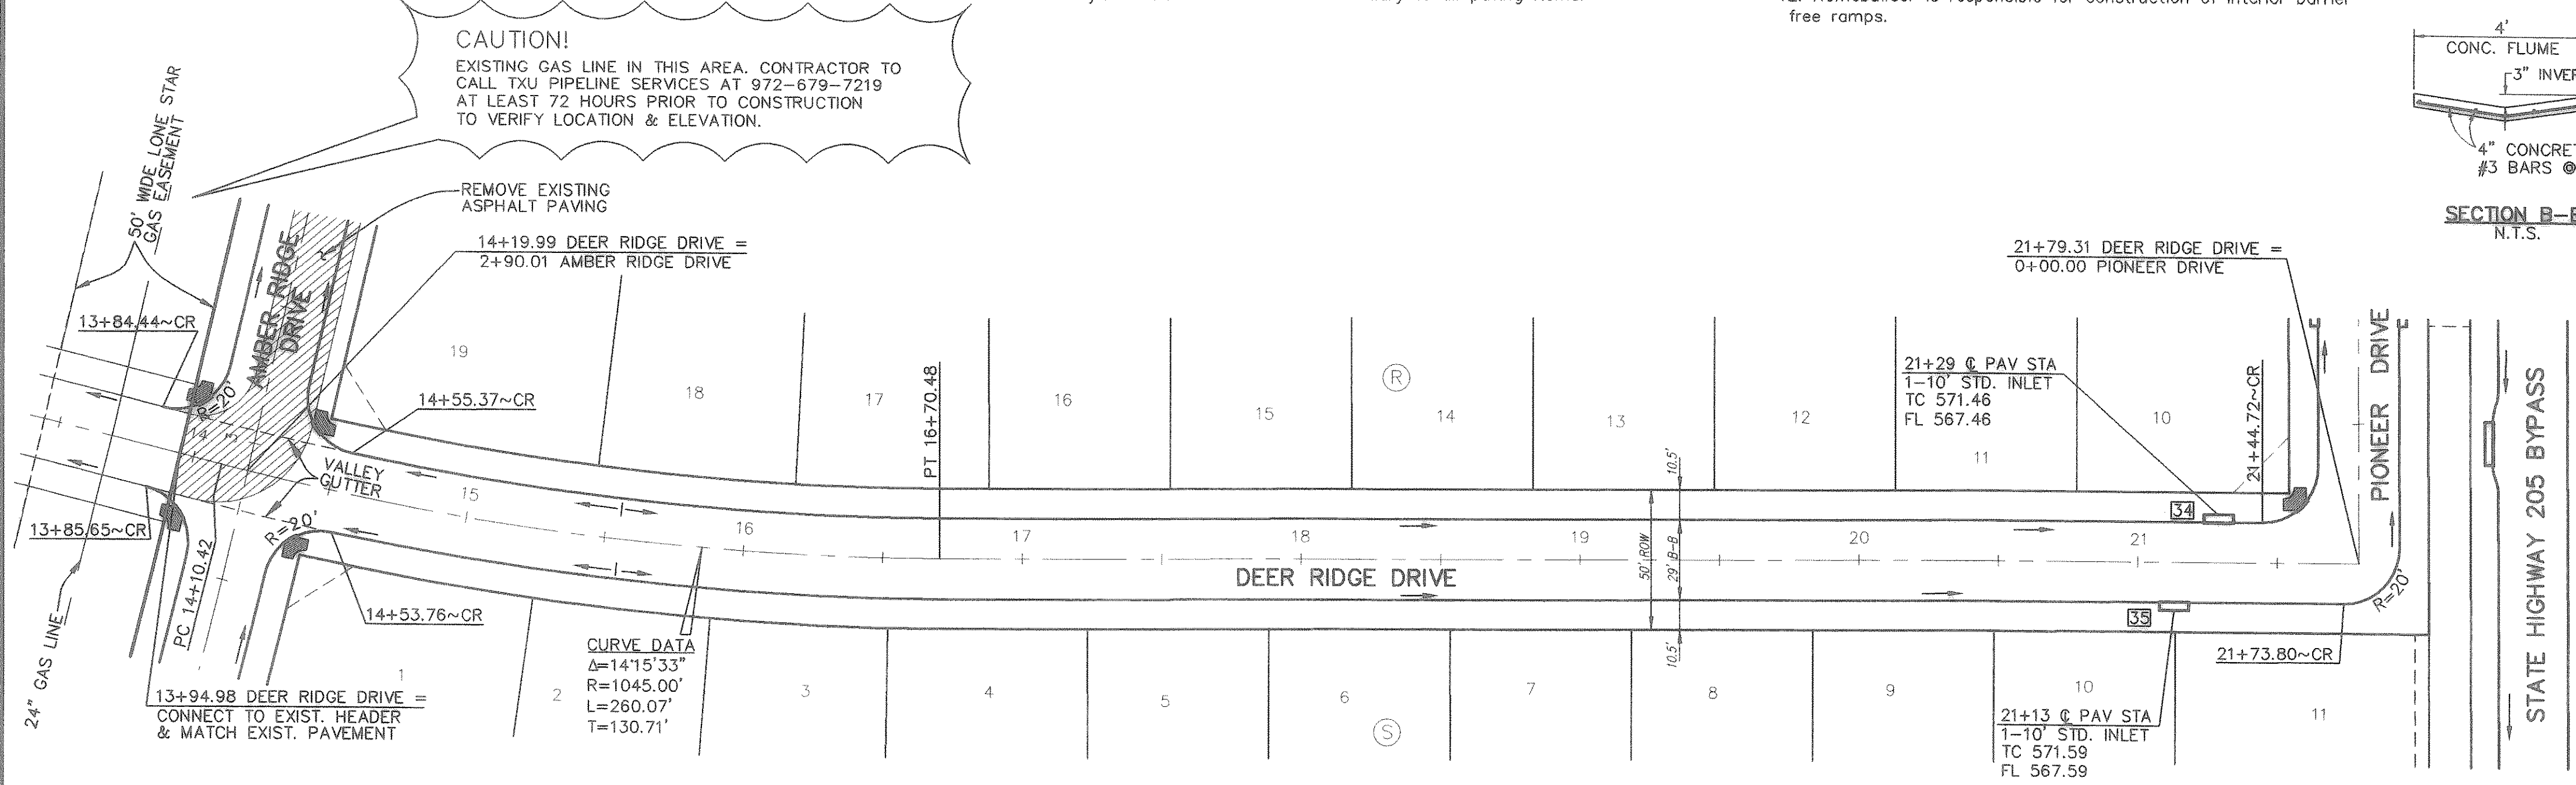 free ramps.
CAUTION!
EXISTING GAS LINE IN THIS AREA. CONTRACTOR TO
CALL TXU PIPELINE SERVICES AT 972-679-7219
AT LEAST 72 HOURS PRIOR TO CONSTRUCTION
TO VERIFY LOCATION & ELEVATION.
4'
CONC. FLUME
3" INVER
4" CONCRET
#3 BARS @
SECTION B-B
N.T.S.
50' WIDE LONE STAR
GAS EASEMENT
REMOVE EXISTING
ASPHALT PAVING
14+19.99 DEER RIDGE DRIVE =
2+90.01 AMBER RIDGE DRIVE
21+79.31 DEER RIDGE DRIVE =
0+00.00 PIONEER DRIVE
13+84.44~CR
AMBER RIDGE
DRIVE
R=20'
14+55.37~CR
19
18
17
16
15
14
13
12
11
10
R
PT 16+70.48
21+29 ℄ PAV STA
1-10' STD. INLET
TC 571.46
FL 567.46
21+44.72~CR
PIONEER DRIVE
STATE HIGHWAY 205 BYPASS
14
3
VALLEY
GUTTER
15
16
17
18
19
20
21
34
35
10.5'
50' ROW
29' B-B
10.5'
DEER RIDGE DRIVE
R=20'
R=20'
13+85.65~CR
PC 14+10.42
14+53.76~CR
24" GAS LINE
CURVE DATA
Δ=14°15'33"
R=1045.00'
L=260.07'
T=130.71'
13+94.98 DEER RIDGE DRIVE =
CONNECT TO EXIST. HEADER
& MATCH EXIST. PAVEMENT
1
2
3
4
5
6
7
8
9
10
11
S
21+73.80~CR
21+13 ℄ PAV STA
1-10' STD. INLET
TC 571.59
FL 567.59